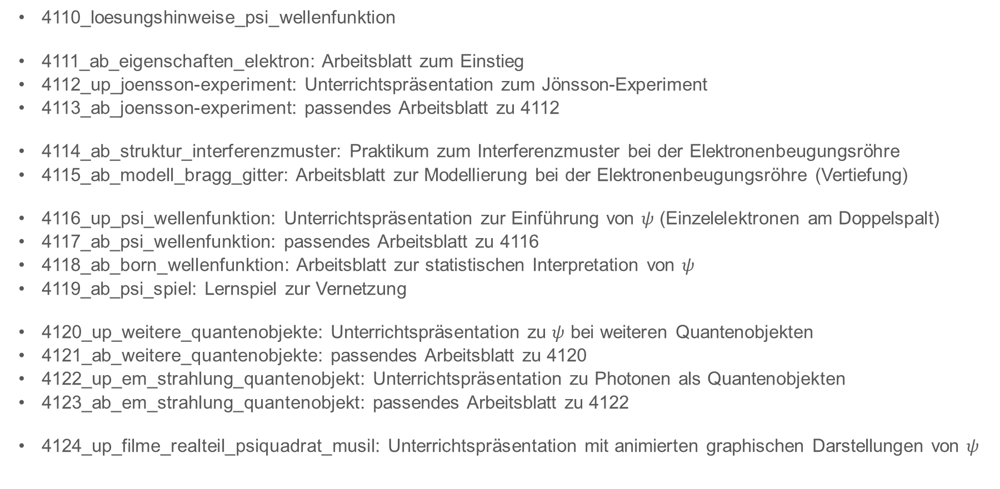 • 4110_loesungshinweise_psi_wellenfunktion
• 4111_ab_eigenschaften_elektron: Arbeitsblatt zum Einstieg
• 4112_up_joensson-experiment: Unterrichtspräsentation zum Jönsson-Experiment
• 4113_ab_joensson-experiment: passendes Arbeitsblatt zu 4112
• 4114_ab_struktur_interferenzmuster: Praktikum zum Interferenzmuster bei der Elektronenbeugungsröhre
• 4115_ab_modell_bragg_gitter: Arbeitsblatt zur Modellierung bei der Elektronenbeugungsröhre (Vertiefung)
• 4116_up_psi_wellenfunktion: Unterrichtspräsentation zur Einführung von ψ (Einzelelektronen am Doppelspalt)
• 4117_ab_psi_wellenfunktion: passendes Arbeitsblatt zu 4116
• 4118_ab_born_wellenfunktion: Arbeitsblatt zur statistischen Interpretation von ψ
• 4119_ab_psi_spiel: Lernspiel zur Vernetzung
• 4120_up_weitere_quantenobjekte: Unterrichtspräsentation zu ψ bei weiteren Quantenobjekten
• 4121_ab_weitere_quantenobjekte: passendes Arbeitsblatt zu 4120
• 4122_up_em_strahlung_quantenobjekt: Unterrichtspräsentation zu Photonen als Quantenobjekten
• 4123_ab_em_strahlung_quantenobjekt: passendes Arbeitsblatt zu 4122
• 4124_up_filme_realteil_psiquadrat_musil: Unterrichtspräsentation mit animierten graphischen Darstellungen von ψ